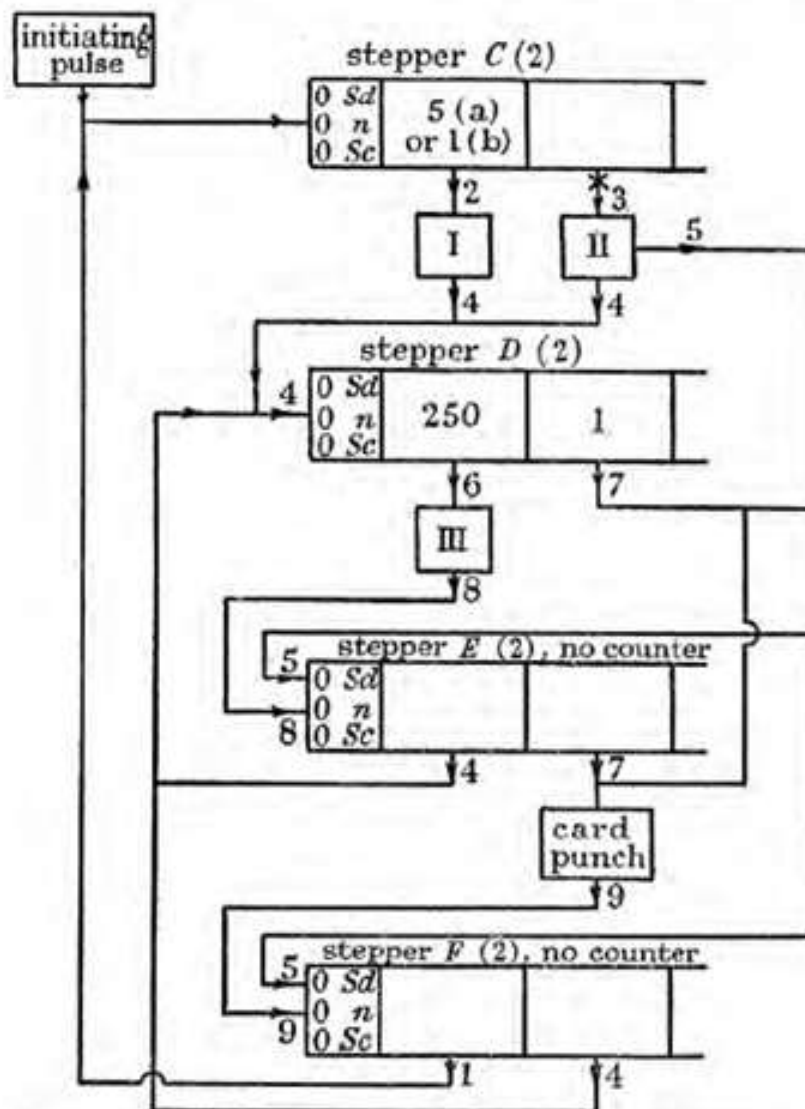 initiating
pulse
stepper C (2)
0 Sd
0 n
0 Sc
5 (a)
or 1(b)
2
3
I
II
5
4
4
stepper D (2)
4
0 Sd
0 n
0 Sc
250
1
6
7
III
8
stepper E (2), no counter
5
8
0 Sd
0 n
0 Sc
4
7
card
punch
9
stepper F (2), no counter
5
9
0 Sd
0 n
0 Sc
1
4